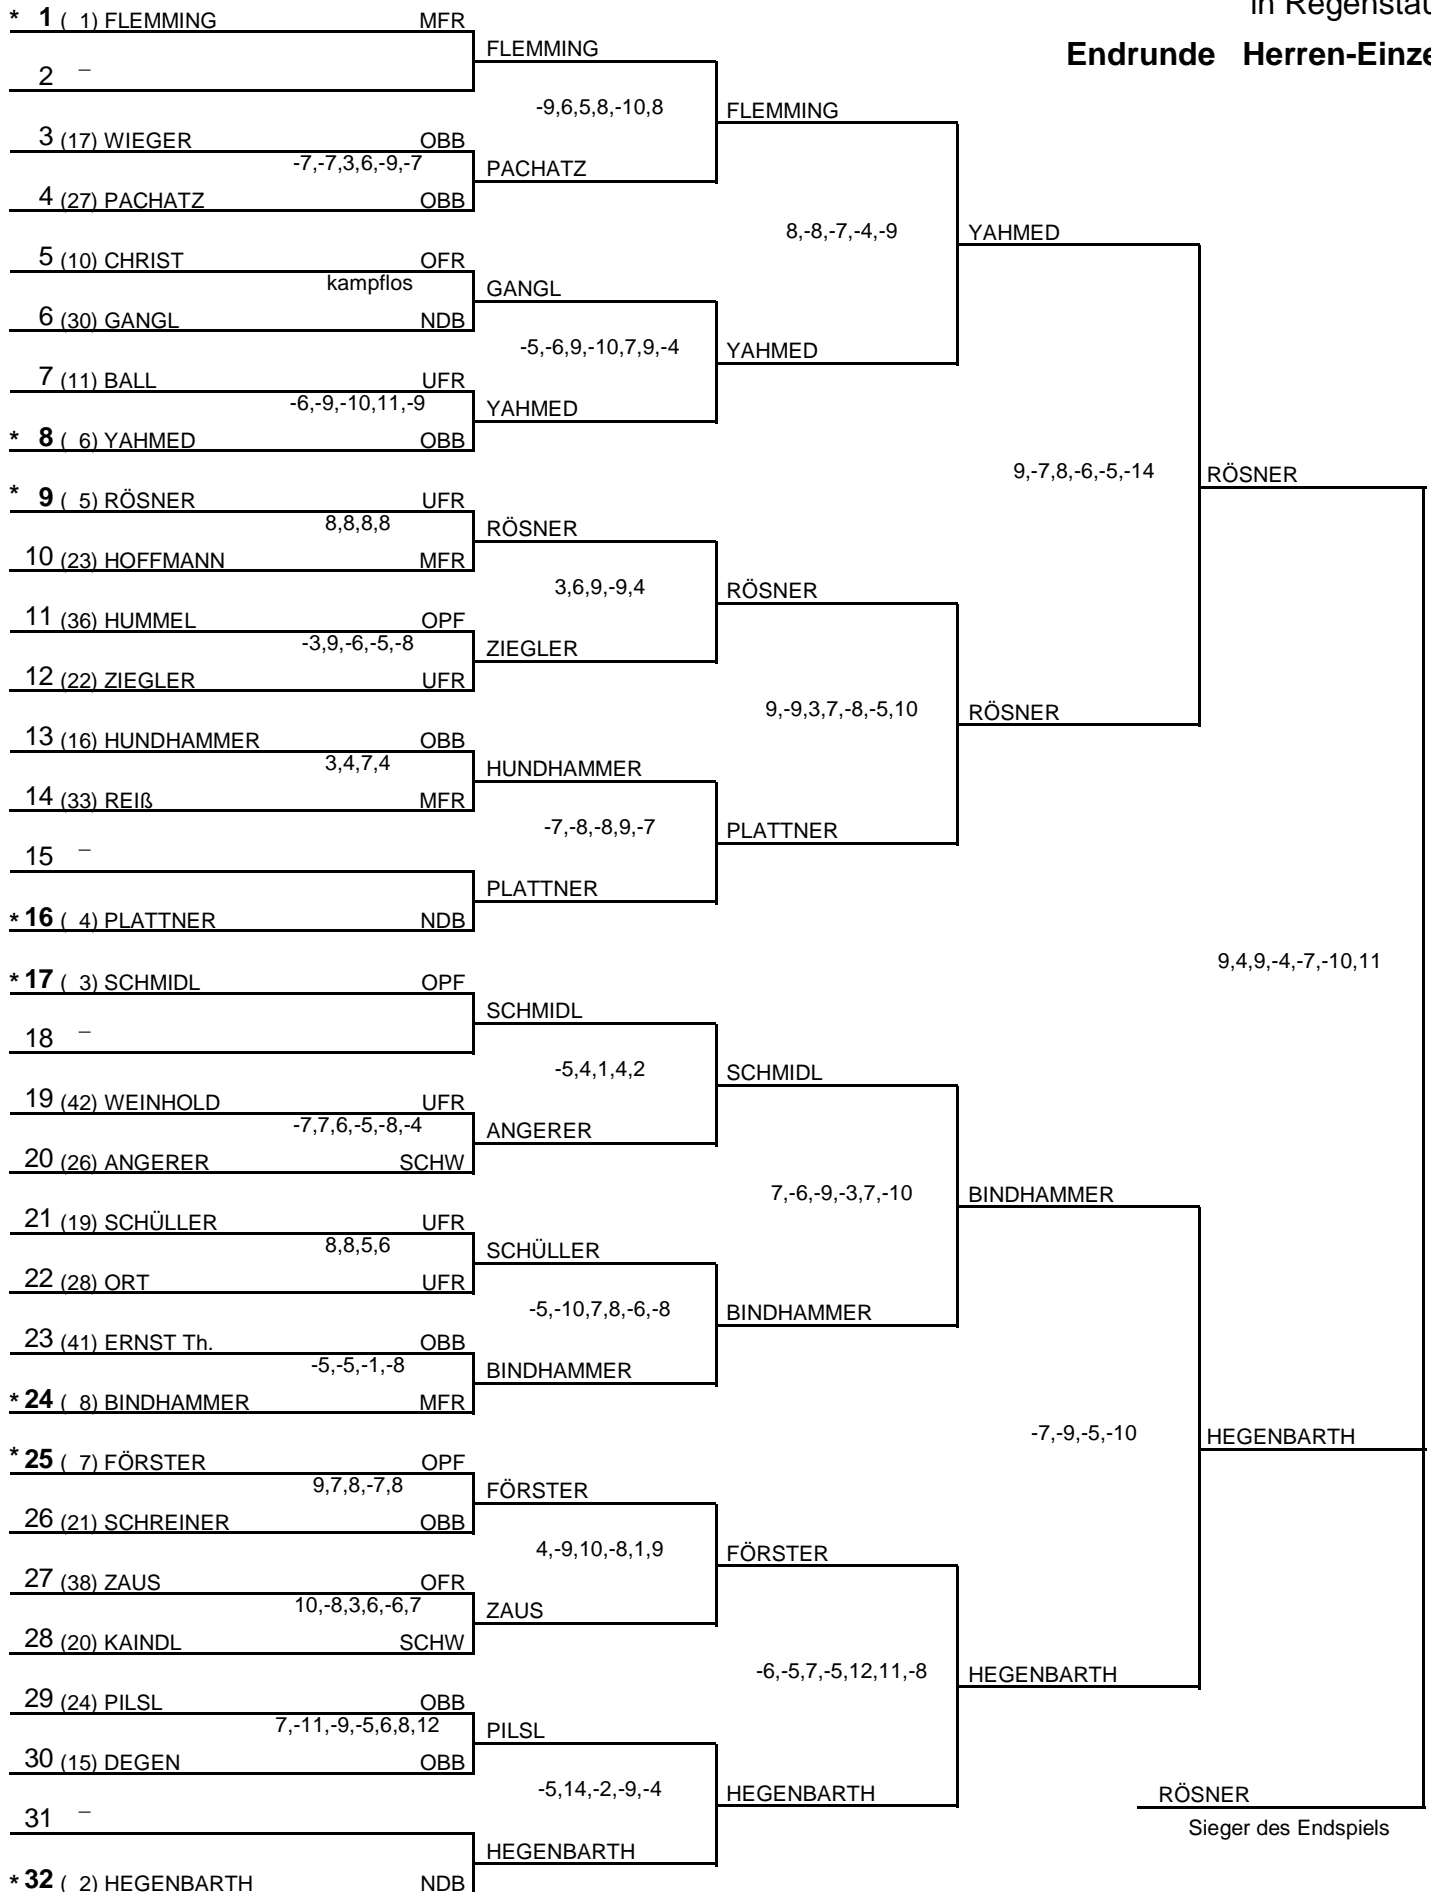 in Regenstau
Endrunde Herren-Einze
* 1 ( 1) FLEMMING MFR
FLEMMING
2 –
-9,6,5,8,-10,8
FLEMMING
3 (17) WIEGER OBB
-7,-7,3,6,-9,-7
PACHATZ
4 (27) PACHATZ OBB
8,-8,-7,-4,-9
YAHMED
5 (10) CHRIST OFR
kampflos
GANGL
6 (30) GANGL NDB
-5,-6,9,-10,7,9,-4
YAHMED
7 (11) BALL UFR
-6,-9,-10,11,-9
YAHMED
* 8 ( 6) YAHMED OBB
9,-7,8,-6,-5,-14
RÖSNER
* 9 ( 5) RÖSNER UFR
8,8,8,8
RÖSNER
10 (23) HOFFMANN MFR
3,6,9,-9,4
RÖSNER
11 (36) HUMMEL OPF
-3,9,-6,-5,-8
ZIEGLER
12 (22) ZIEGLER UFR
9,-9,3,7,-8,-5,10
RÖSNER
13 (16) HUNDHAMMER OBB
3,4,7,4
HUNDHAMMER
14 (33) REIß MFR
-7,-8,-8,9,-7
PLATTNER
15 –
PLATTNER
* 16 ( 4) PLATTNER NDB
9,4,9,-4,-7,-10,11
* 17 ( 3) SCHMIDL OPF
SCHMIDL
18 –
-5,4,1,4,2
SCHMIDL
19 (42) WEINHOLD UFR
-7,7,6,-5,-8,-4
ANGERER
20 (26) ANGERER SCHW
7,-6,-9,-3,7,-10
BINDHAMMER
21 (19) SCHÜLLER UFR
8,8,5,6
SCHÜLLER
22 (28) ORT UFR
-5,-10,7,8,-6,-8
BINDHAMMER
23 (41) ERNST Th. OBB
-5,-5,-1,-8
BINDHAMMER
* 24 ( 8) BINDHAMMER MFR
-7,-9,-5,-10
HEGENBARTH
* 25 ( 7) FÖRSTER OPF
9,7,8,-7,8
FÖRSTER
26 (21) SCHREINER OBB
4,-9,10,-8,1,9
FÖRSTER
27 (38) ZAUS OFR
10,-8,3,6,-6,7
ZAUS
28 (20) KAINDL SCHW
-6,-5,7,-5,12,11,-8
HEGENBARTH
29 (24) PILSL OBB
7,-11,-9,-5,6,8,12
PILSL
30 (15) DEGEN OBB
-5,14,-2,-9,-4
HEGENBARTH
RÖSNER
31 –
Sieger des Endspiels
HEGENBARTH
* 32 ( 2) HEGENBARTH NDB